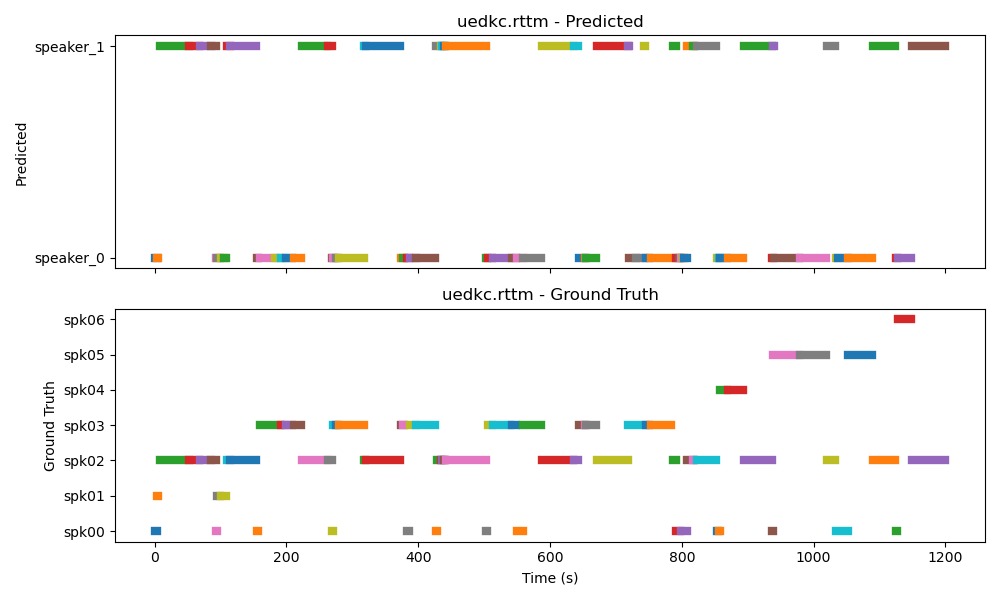 uedkc.rttm - Predicted
speaker_1
Predicted
speaker_0
uedkc.rttm - Ground Truth
spk06
spk05
spk04
Ground Truth
spk03
spk02
spk01
spk00
0 200 400 600 800 1000 1200
Time (s)